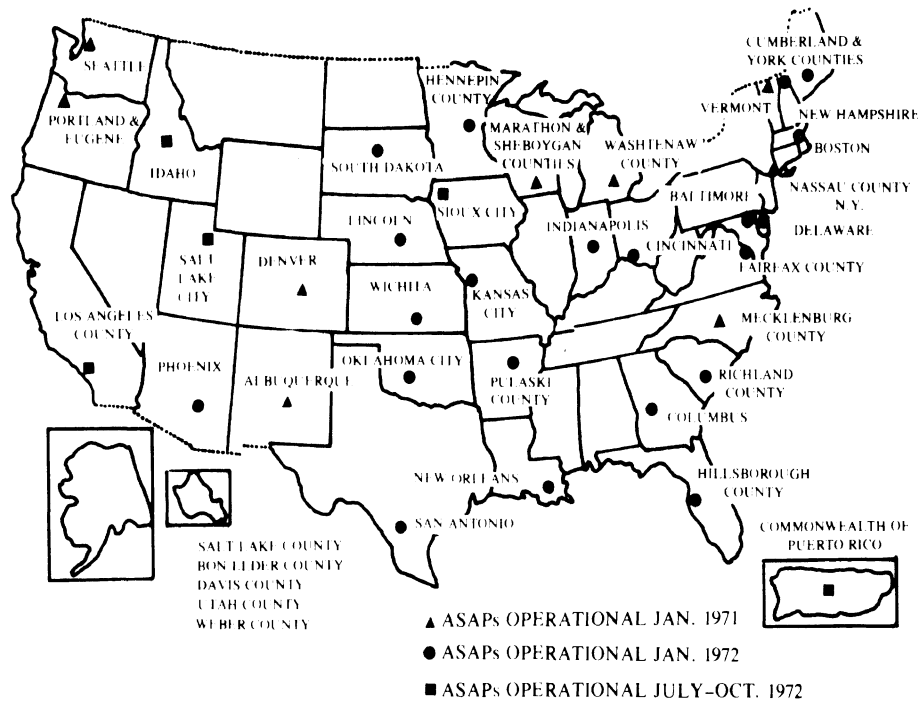 CUMBERLAND &
YORK COUNTIES
SEATTLE
HENNEPIN
COUNTY
VERMONT
NEW HAMPSHIRE
PORTLAND &
EUGENE
MARATHON &
SHEBOYGAN
COUNTIES
WASHTENAW
COUNTY
BOSTON
IDAHO
SOUTH DAKOTA
BALTIMORE
NASSAU COUNTY
N.Y.
SIOUX CITY
LINCOLN
INDIANAPOLIS
DELAWARE
CINCINNATI
SALT
LAKE
CITY
DENVER
FAIRFAX COUNTY
WICHITA
KANSAS
CITY
LOS ANGELES
COUNTY
MECKLENBURG
COUNTY
PHOENIX
ALBUQUERQUE
OKLAHOMA CITY
PULASKI
COUNTY
RICHLAND
COUNTY
COLUMBUS
NEW ORLEANS
HILLSBOROUGH
COUNTY
SAN ANTONIO
COMMONWEALTH OF
PUERTO RICO
SALT LAKE COUNTY
BON ELDER COUNTY
DAVIS COUNTY
UTAH COUNTY
WEBER COUNTY
ASAPs OPERATIONAL JAN. 1971
ASAPs OPERATIONAL JAN. 1972
ASAPs OPERATIONAL JULY-OCT. 1972